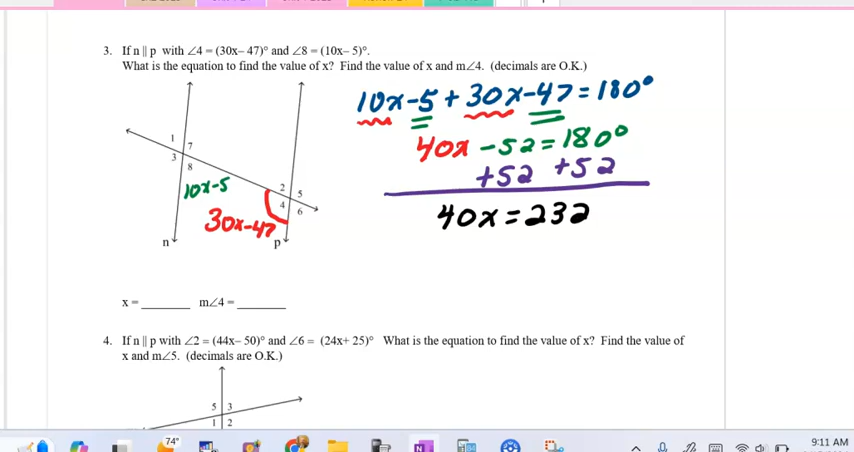 3. If n || p with ∠4 = (30x– 47)° and ∠8 = (10x– 5)°.
What is the equation to find the value of x? Find the value of x and m∠4. (decimals are O.K.)
10x-5+30x-47=180°
40x -52=180°
+52 +52
40x=232
1
7
3
8
2
5
4
6
10x-5
30x-47
n
p
x = ________ m∠4 = ________
4. If n || p with ∠2 = (44x– 50)° and ∠6 = (24x+ 25)° What is the equation to find the value of x? Find the value of
x and m∠5. (decimals are O.K.)
5 3
1 2
74°
9:11 AM